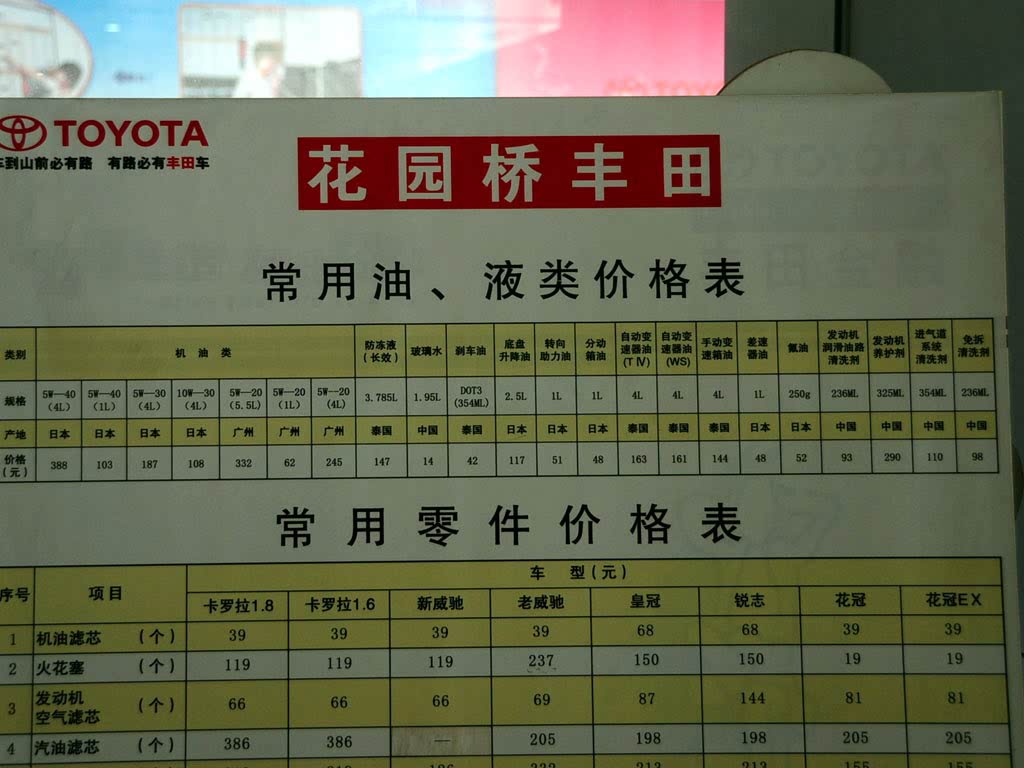 TOYOTA
TOYOTA
车到山前必有路 有路必有丰田车
花园桥丰田
常用油、液类价格表
类别 机油类 防冻液(长效) 玻璃水 刹车油 底盘升降油 转向助力油 分动箱油 自动变速器油(TⅣ) 自动变速器油(WS) 手动变速箱油 差速器油 氟油 发动机润滑油路清洗剂 发动机养护剂 进气道系统清洗剂 免拆清洗剂
规格 5W—40(4L) 5W—40(1L) 5W—30(4L) 10W—30(4L) 5W—20(5.5L) 5W—20(1L) 5W—20(4L) 3.785L 1.95L DOT3(354ML) 2.5L 1L 1L 4L 4L 4L 1L 250g 236ML 325ML 354ML 236ML
产地 日本 日本 日本 日本 广州 广州 广州 泰国 中国 泰国 日本 日本 日本 泰国 泰国 泰国 日本 日本 中国 中国 中国 中国
价格(元) 388 103 187 108 332 62 245 147 14 42 117 51 48 163 161 144 48 52 93 290 110 98
常用零件价格表
序号 项目 车型(元)
卡罗拉1.8 卡罗拉1.6 新威驰 老威驰 皇冠 锐志 花冠 花冠EX
1 机油滤芯 (个) 39 39 39 39 68 68 39 39
2 火花塞 (个) 119 119 119 237 150 150 19 19
3 发动机空气滤芯 (个) 66 66 66 69 87 144 81 81
4 汽油滤芯 (个) 386 386 — 205 198 198 205 205